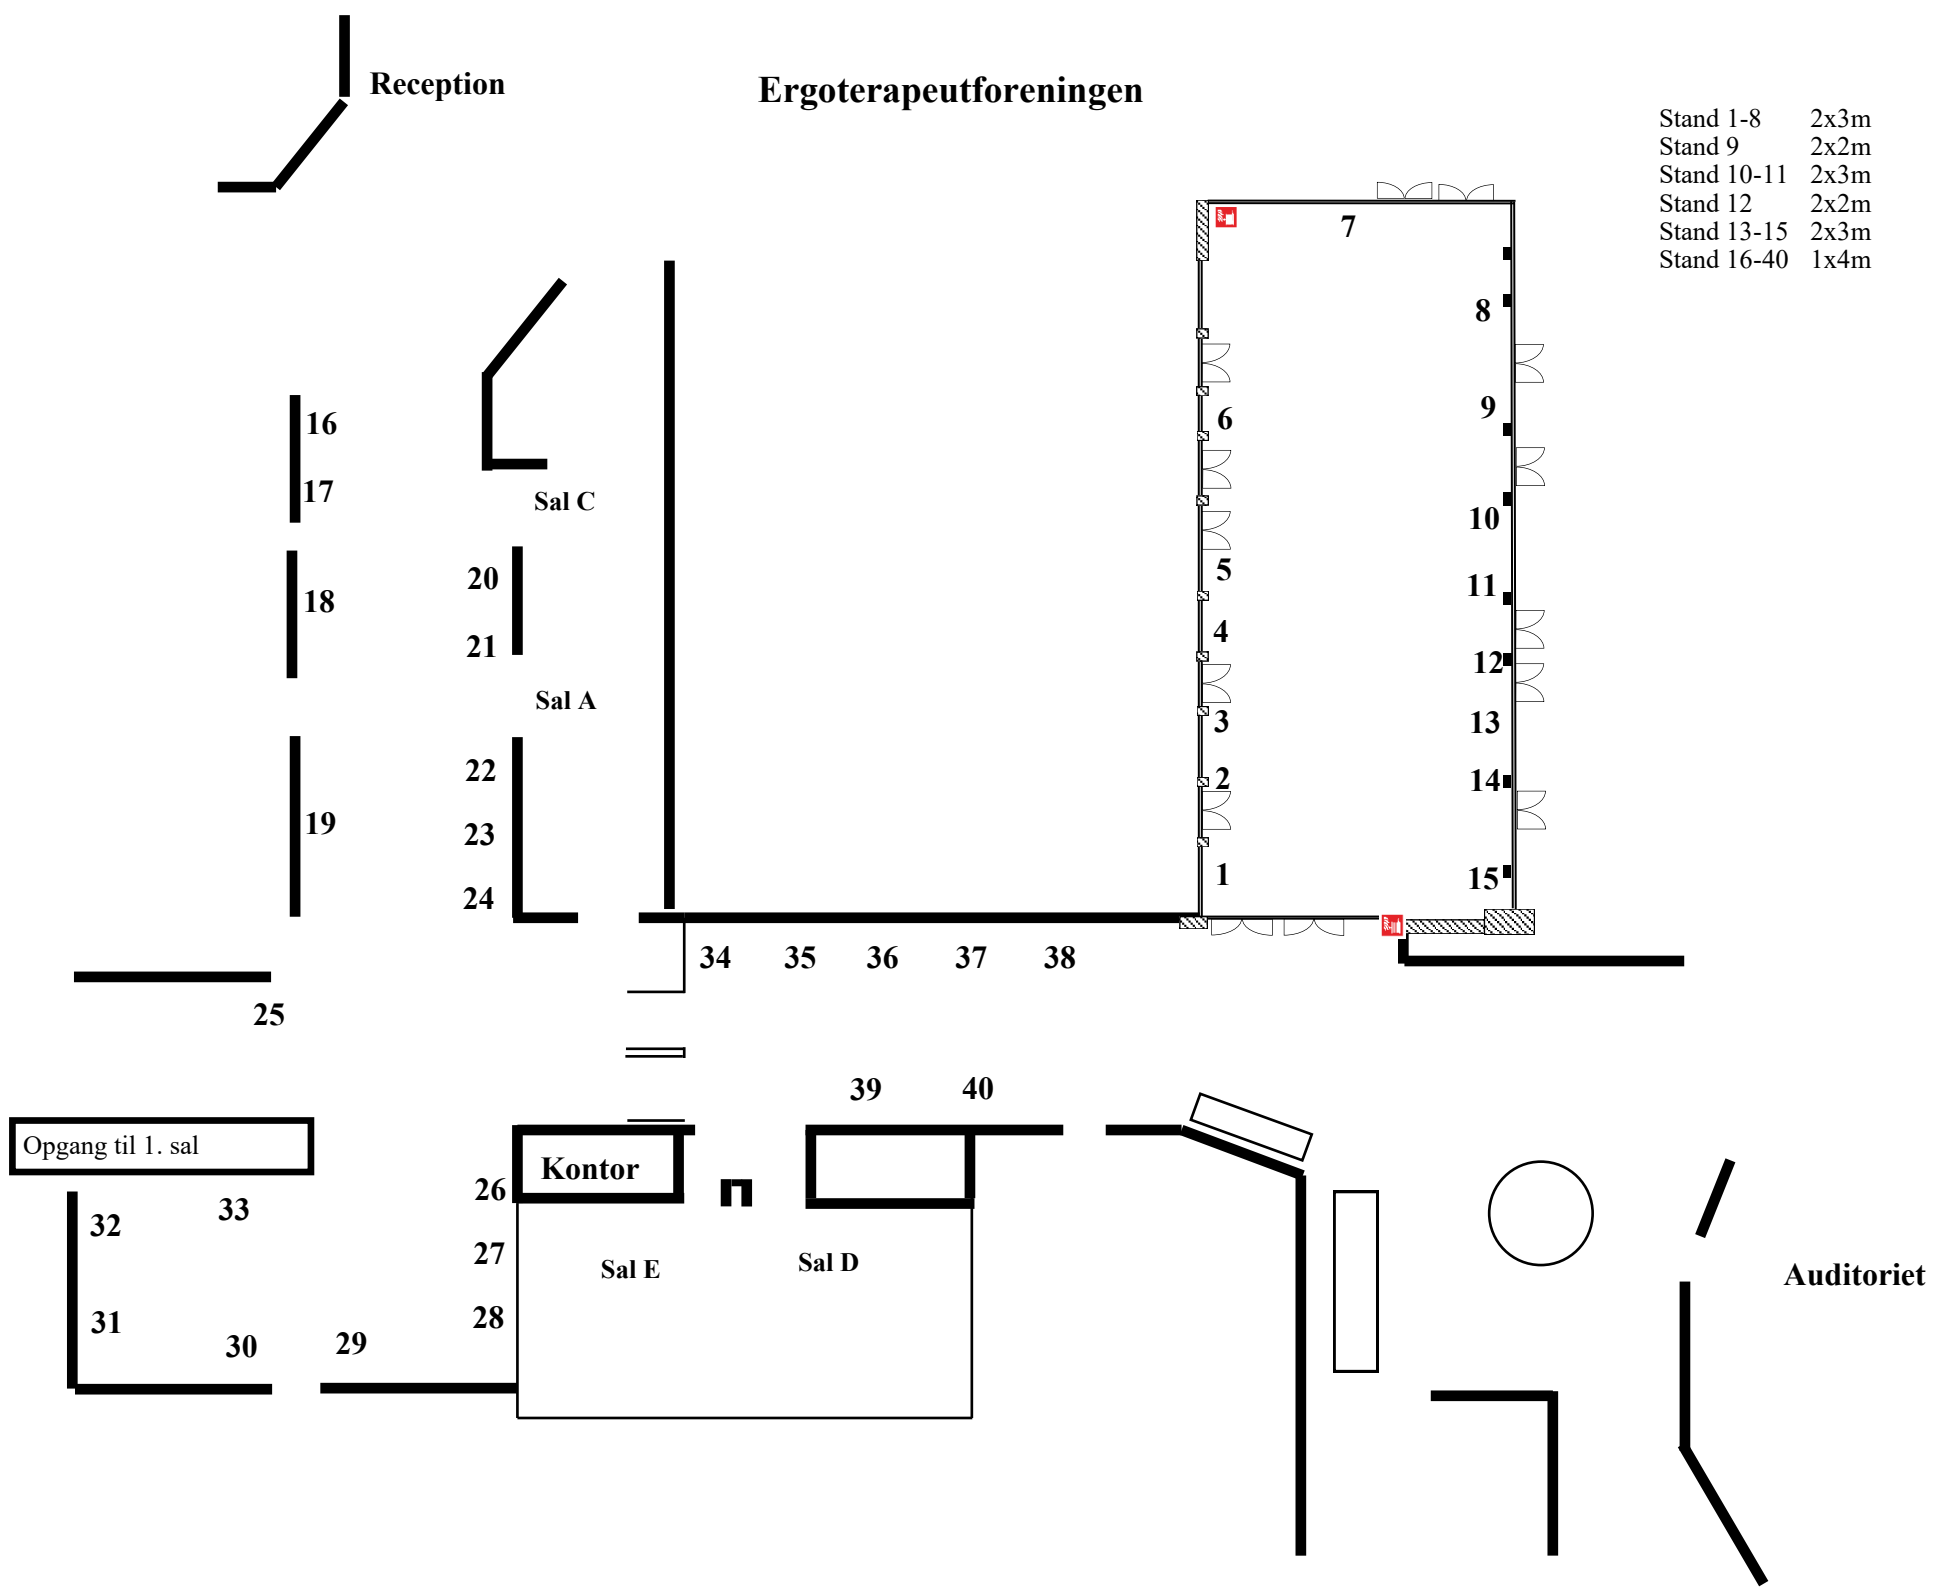 Reception
Ergoterapeutforeningen
Stand 1-8 2x3m
Stand 9 2x2m
Stand 10-11 2x3m
Stand 12 2x2m
Stand 13-15 2x3m
Stand 16-40 1x4m
7
8
9
6
16
17
Sal C
10
5
11
20
18
4
21
12
Sal A
3
13
22
2
14
19
23
1
15
24
34
35
36
37
38
25
39
40
Opgang til 1. sal
Kontor
26
33
32
27
Sal E
Sal D
Auditoriet
28
31
30
29